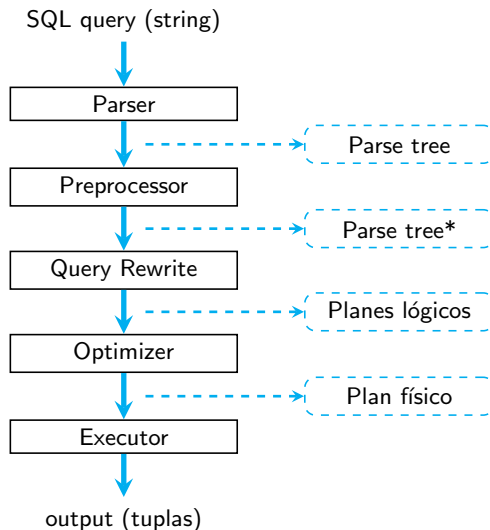 SQL query (string)
Parser
Parse tree
Preprocessor
Parse tree*
Query Rewrite
Planes lógicos
Optimizer
Plan físico
Executor
output (tuplas)